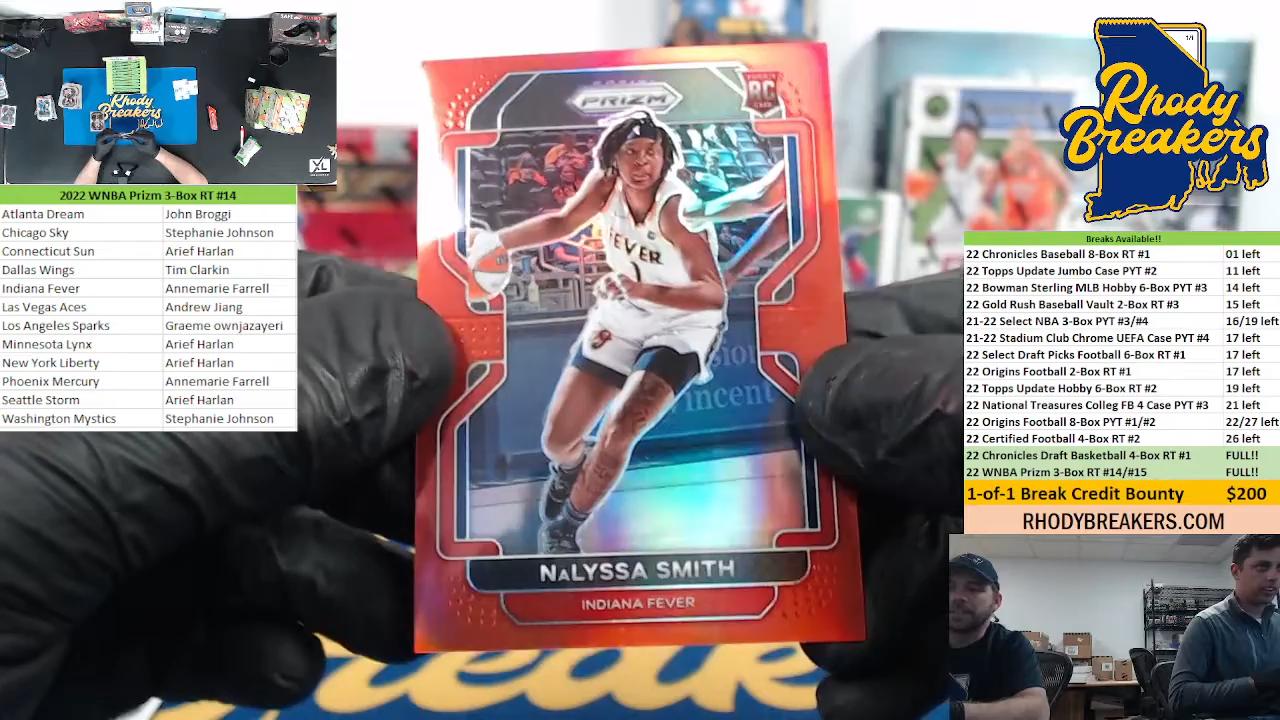 2022 WNBA Prizm 3-Box RT #14
Atlanta Dream John Broggi
Chicago Sky Stephanie Johnson
Connecticut Sun Arief Harlan
Dallas Wings Tim Clarkin
Indiana Fever Annemarie Farrell
Las Vegas Aces Andrew Jiang
Los Angeles Sparks Graeme ownjazayeri
Minnesota Lynx Arief Harlan
New York Liberty Arief Harlan
Phoenix Mercury Annemarie Farrell
Seattle Storm Arief Harlan
Washington Mystics Stephanie Johnson
Rhody
Breakers
XL
PRIZM
RC
FEVER
1
Vincent
NaLYSSA SMITH
INDIANA FEVER
1/1
Rhody
Breakers
Breaks Available!!
22 Chronicles Baseball 8-Box RT #1 01 left
22 Topps Update Jumbo Case PYT #2 11 left
22 Bowman Sterling MLB Hobby 6-Box PYT #3 14 left
22 Gold Rush Baseball Vault 2-Box RT #3 15 left
21-22 Select NBA 3-Box PYT #3/#4 16/19 left
21-22 Stadium Club Chrome UEFA Case PYT #4 17 left
22 Select Draft Picks Football 6-Box RT #1 17 left
22 Origins Football 2-Box RT #1 17 left
22 Topps Update Hobby 6-Box RT #2 19 left
22 National Treasures Colleg FB 4 Case PYT #3 21 left
22 Origins Football 8-Box PYT #1/#2 22/27 left
22 Certified Football 4-Box RT #2 26 left
22 Chronicles Draft Basketball 4-Box RT #1 FULL!!
22 WNBA Prizm 3-Box RT #14/#15 FULL!!
1-of-1 Break Credit Bounty $200
RHODYBREAKERS.COM